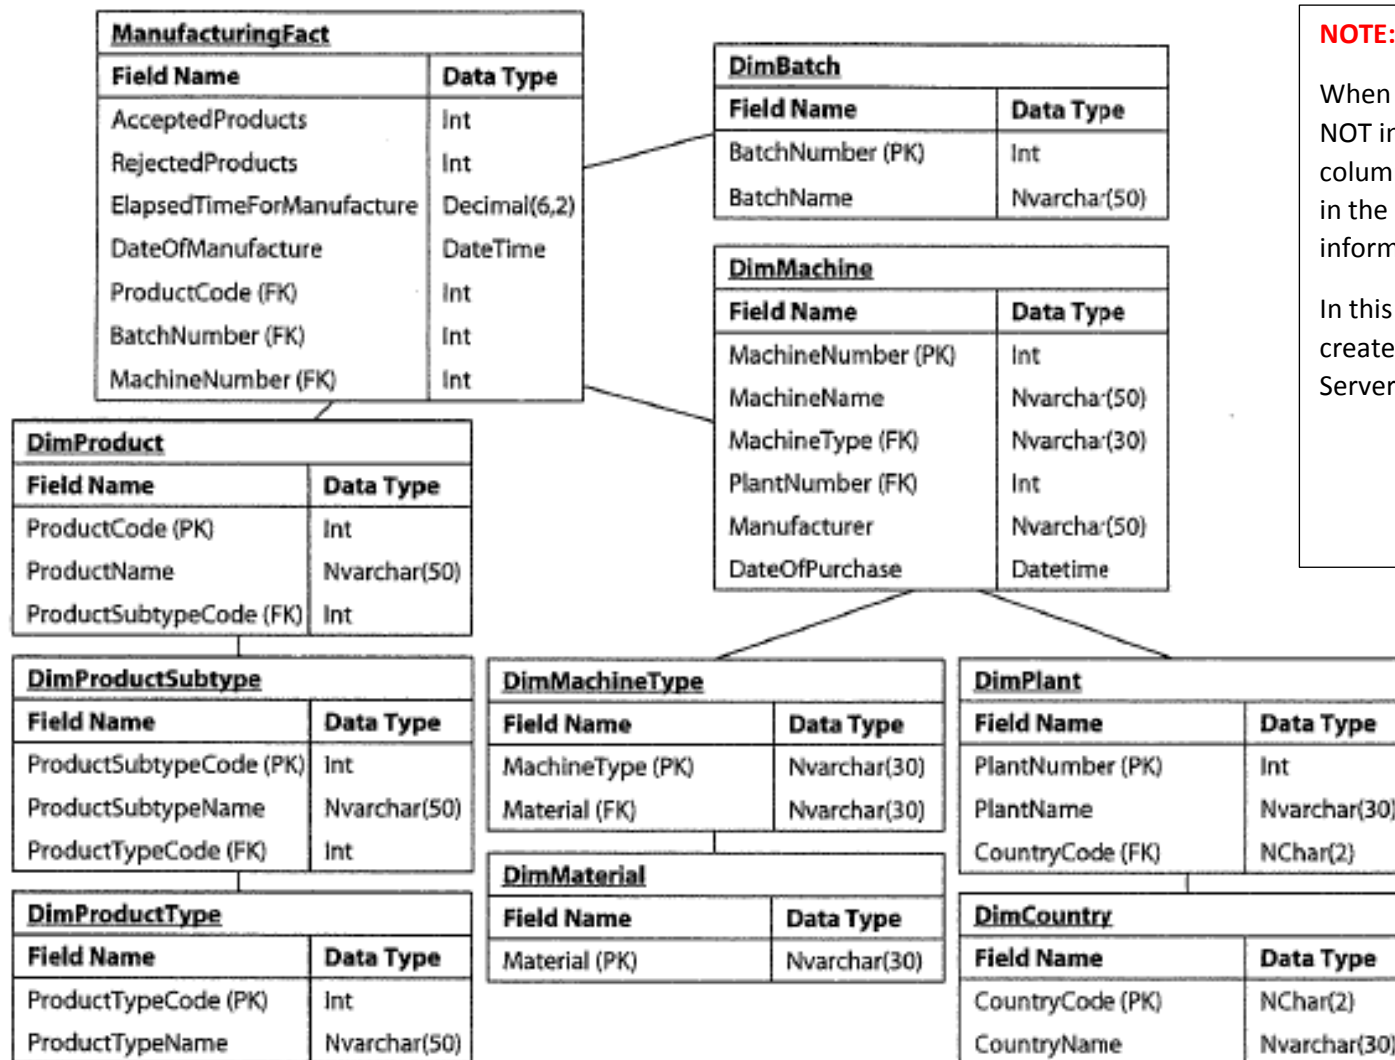 ManufacturingFact
Field Name Data Type
AcceptedProducts Int
RejectedProducts Int
ElapsedTimeForManufacture Decimal(6,2)
DateOfManufacture DateTime
ProductCode (FK) Int
BatchNumber (FK) Int
MachineNumber (FK) Int
DimBatch
Field Name Data Type
BatchNumber (PK) Int
BatchName Nvarchar(50)
DimMachine
Field Name Data Type
MachineNumber (PK) Int
MachineName Nvarchar(50)
MachineType (FK) Nvarchar(30)
PlantNumber (FK) Int
Manufacturer Nvarchar(50)
DateOfPurchase Datetime
NOTE:
When
NOT in
colum
in the
inform
In this
create
Server
DimProduct
Field Name Data Type
ProductCode (PK) Int
ProductName Nvarchar(50)
ProductSubtypeCode (FK) Int
DimProductSubtype
Field Name Data Type
ProductSubtypeCode (PK) Int
ProductSubtypeName Nvarchar(50)
ProductTypeCode (FK) Int
DimProductType
Field Name Data Type
ProductTypeCode (PK) Int
ProductTypeName Nvarchar(50)
DimMachineType
Field Name Data Type
MachineType (PK) Nvarchar(30)
Material (FK) Nvarchar(30)
DimMaterial
Field Name Data Type
Material (PK) Nvarchar(30)
DimPlant
Field Name Data Type
PlantNumber (PK) Int
PlantName Nvarchar(30)
CountryCode (FK) NChar(2)
DimCountry
Field Name Data Type
CountryCode (PK) NChar(2)
CountryName Nvarchar(30)